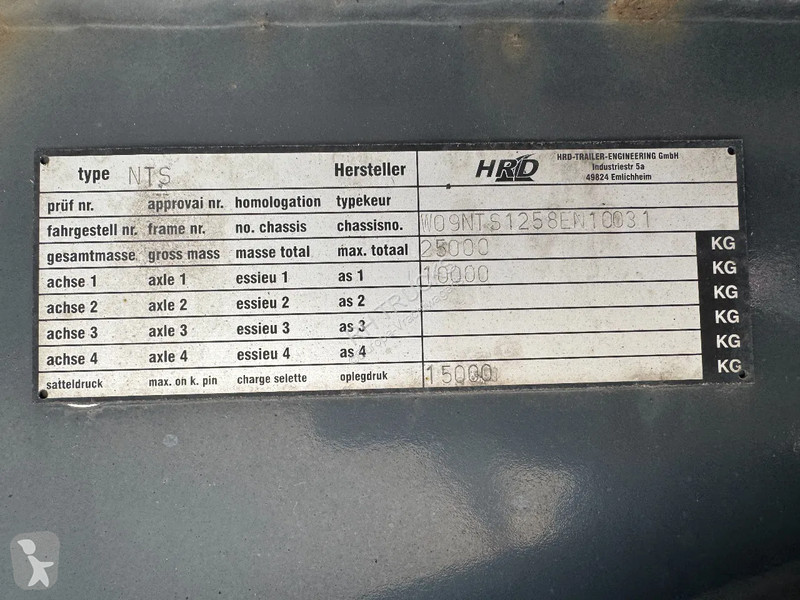 type NTS Hersteller HRD HRD-TRAILER-ENGINEERING GmbH
Industriestr 5a
49824 Emlichheim
prüf nr. approvai nr. homologation typekeur
fahrgestell nr. frame nr. no. chassis chassisno. W09NTS1258EN10031
gesamtmasse gross mass masse total max. totaal 25000 KG
achse 1 axle 1 essieu 1 as 1 10000 KG
achse 2 axle 2 essieu 2 as 2 KG
achse 3 axle 3 essieu 3 as 3 KG
achse 4 axle 4 essieu 4 as 4 KG
satteldruck max. on k. pin charge selette oplegdruk 15000 KG